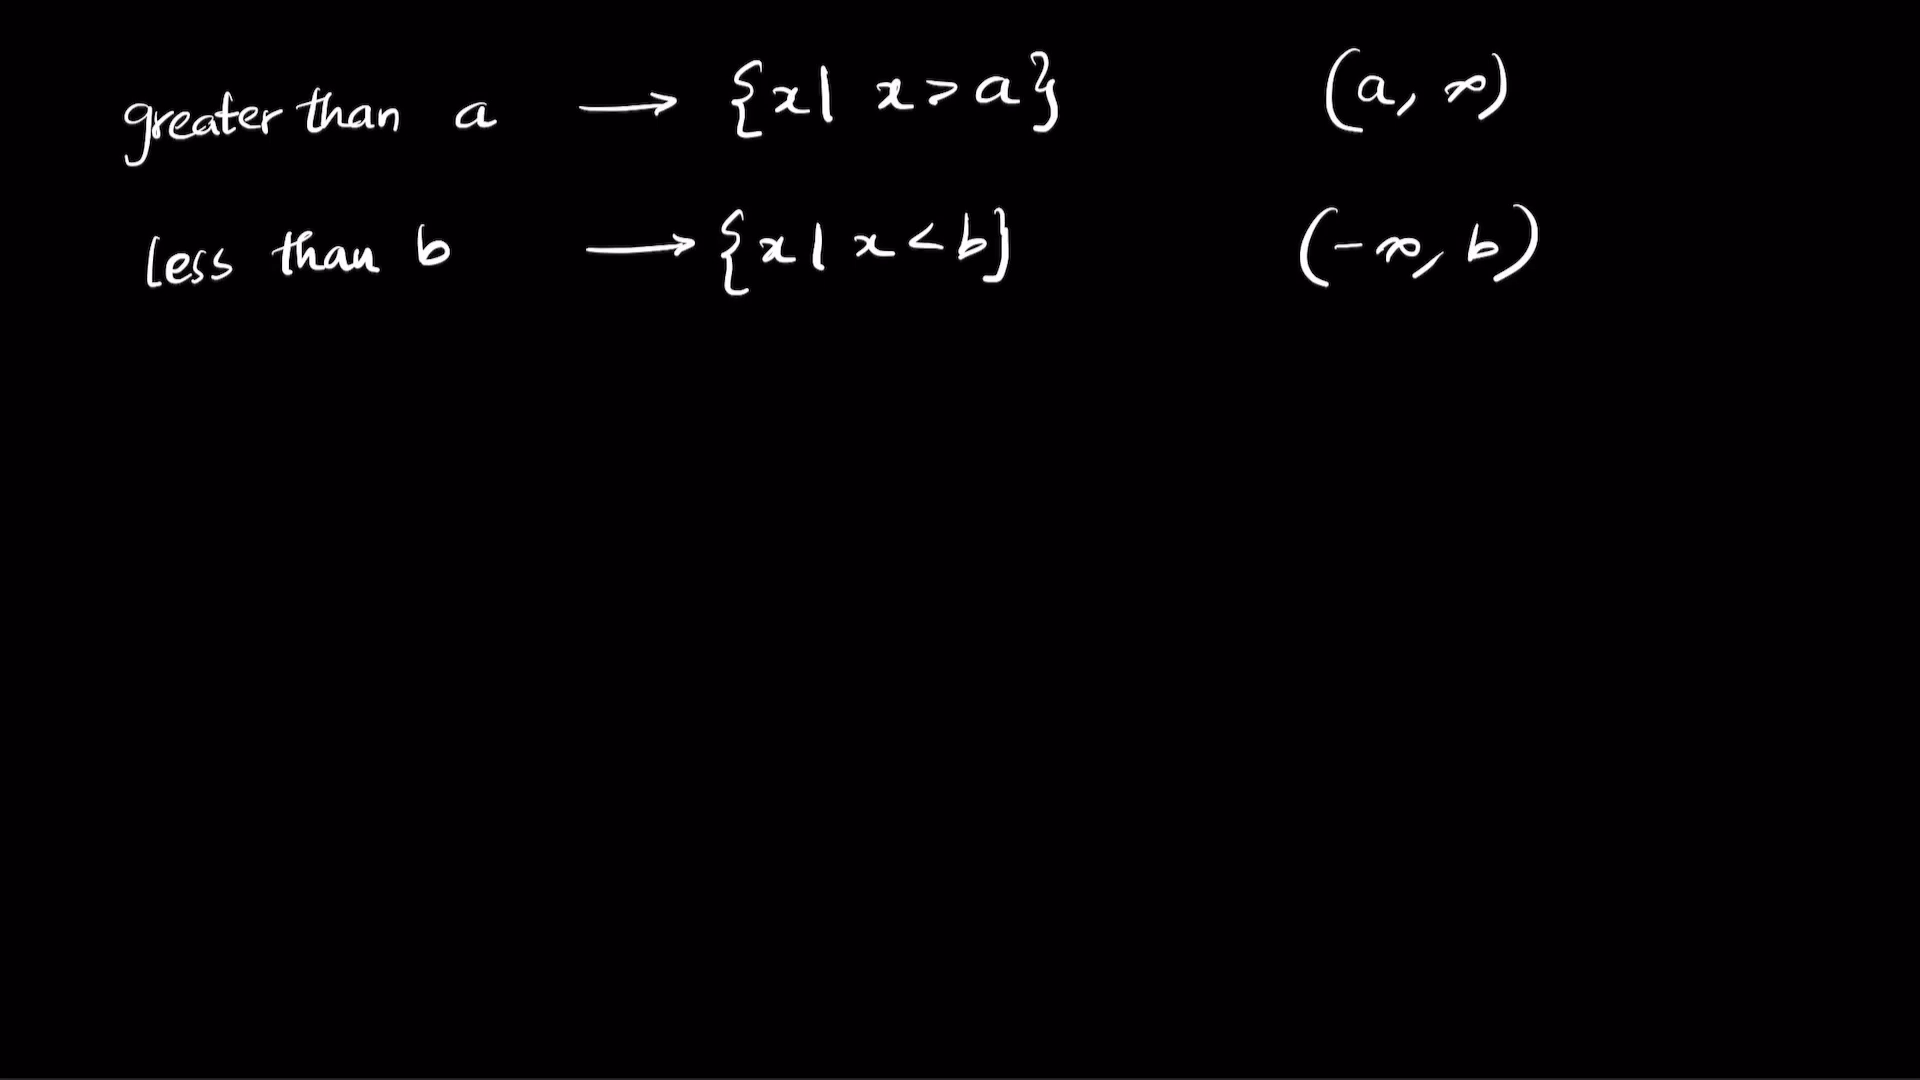 greater than a → {x| x>a} (a, ∞)
less than b → {x| x<b} (-∞, b)